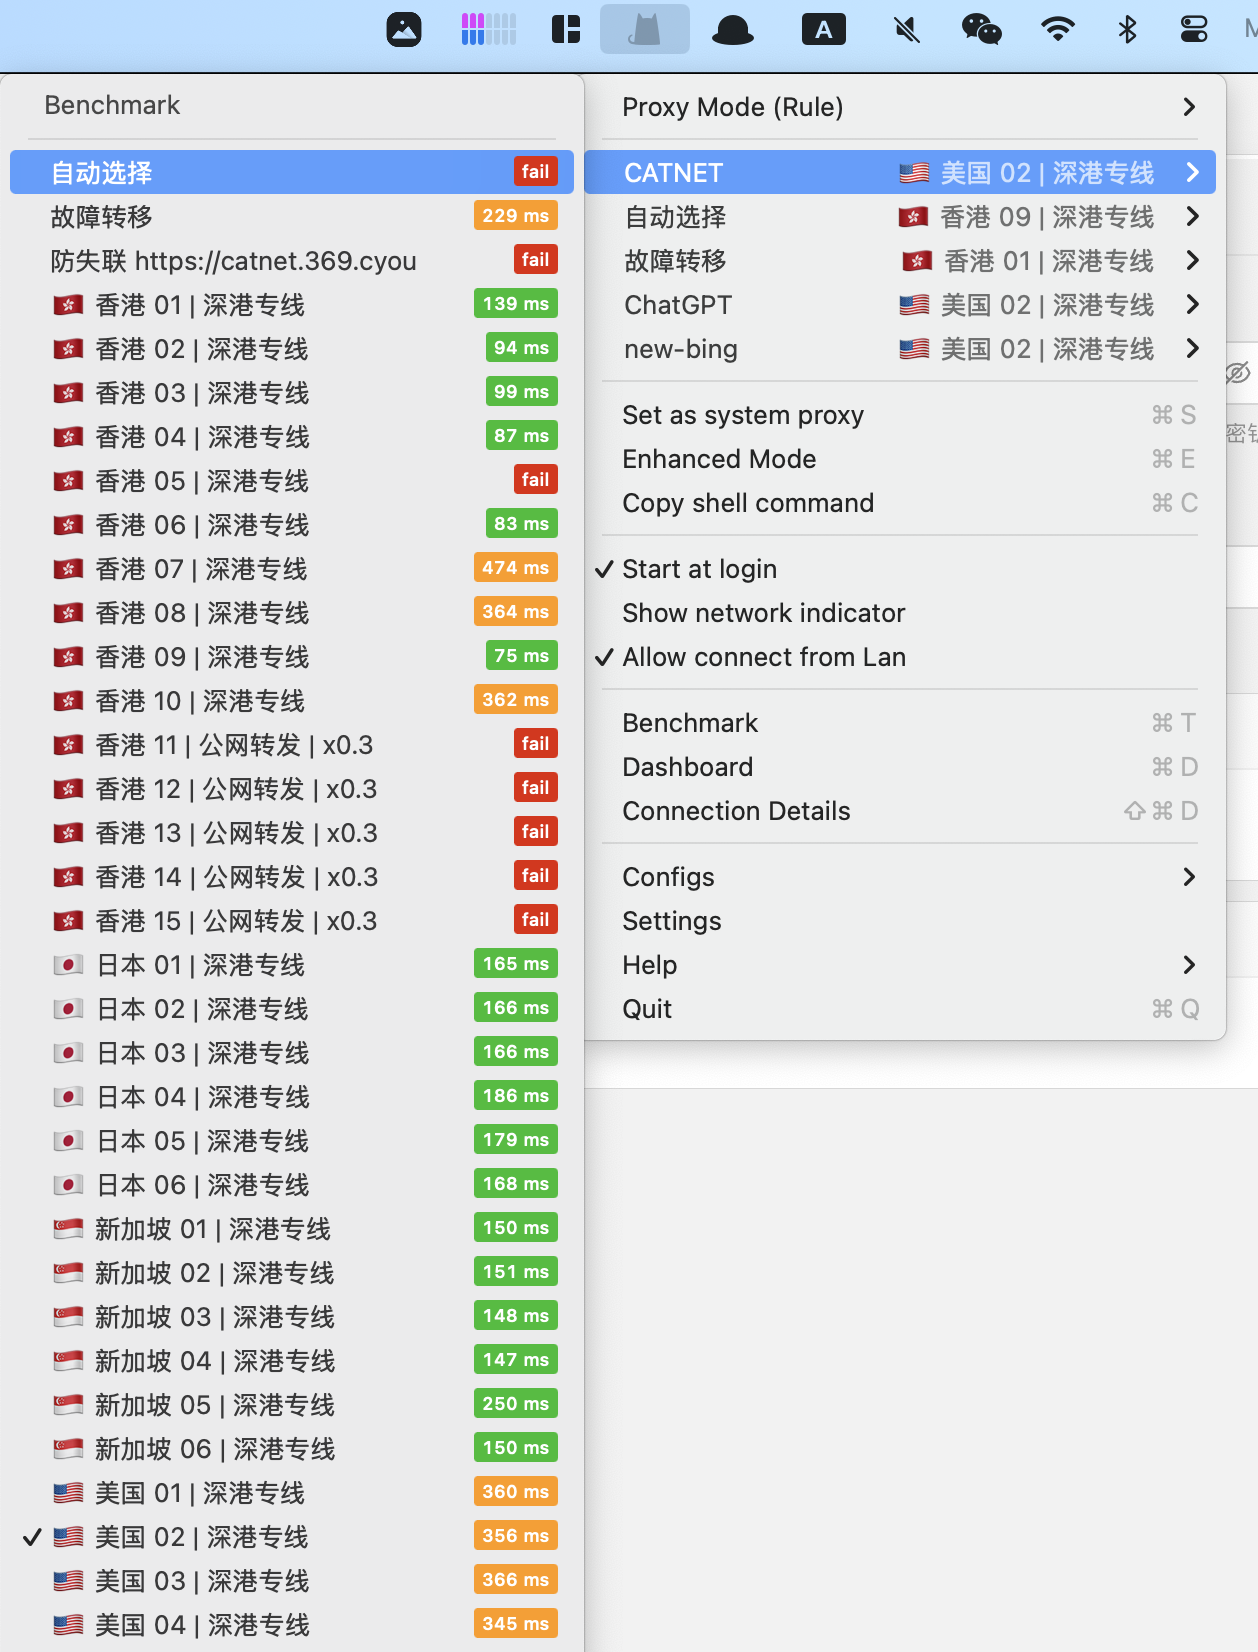 A
M
Benchmark
自动选择 fail
故障转移 229 ms
防失联 https://catnet.369.cyou fail
香港 01 | 深港专线 139 ms
香港 02 | 深港专线 94 ms
香港 03 | 深港专线 99 ms
香港 04 | 深港专线 87 ms
香港 05 | 深港专线 fail
香港 06 | 深港专线 83 ms
香港 07 | 深港专线 474 ms
香港 08 | 深港专线 364 ms
香港 09 | 深港专线 75 ms
香港 10 | 深港专线 362 ms
香港 11 | 公网转发 | x0.3 fail
香港 12 | 公网转发 | x0.3 fail
香港 13 | 公网转发 | x0.3 fail
香港 14 | 公网转发 | x0.3 fail
香港 15 | 公网转发 | x0.3 fail
日本 01 | 深港专线 165 ms
日本 02 | 深港专线 166 ms
日本 03 | 深港专线 166 ms
日本 04 | 深港专线 186 ms
日本 05 | 深港专线 179 ms
日本 06 | 深港专线 168 ms
新加坡 01 | 深港专线 150 ms
新加坡 02 | 深港专线 151 ms
新加坡 03 | 深港专线 148 ms
新加坡 04 | 深港专线 147 ms
新加坡 05 | 深港专线 250 ms
新加坡 06 | 深港专线 150 ms
美国 01 | 深港专线 360 ms
美国 02 | 深港专线 356 ms
美国 03 | 深港专线 366 ms
美国 04 | 深港专线 345 ms
Proxy Mode (Rule)
CATNET 美国 02 | 深港专线
自动选择 香港 09 | 深港专线
故障转移 香港 01 | 深港专线
ChatGPT 美国 02 | 深港专线
new-bing 美国 02 | 深港专线
Set as system proxy ⌘ S
Enhanced Mode ⌘ E
Copy shell command ⌘ C
Start at login
Show network indicator
Allow connect from Lan
Benchmark ⌘ T
Dashboard ⌘ D
Connection Details ⇧ ⌘ D
Configs
Settings
Help
Quit ⌘ Q
密